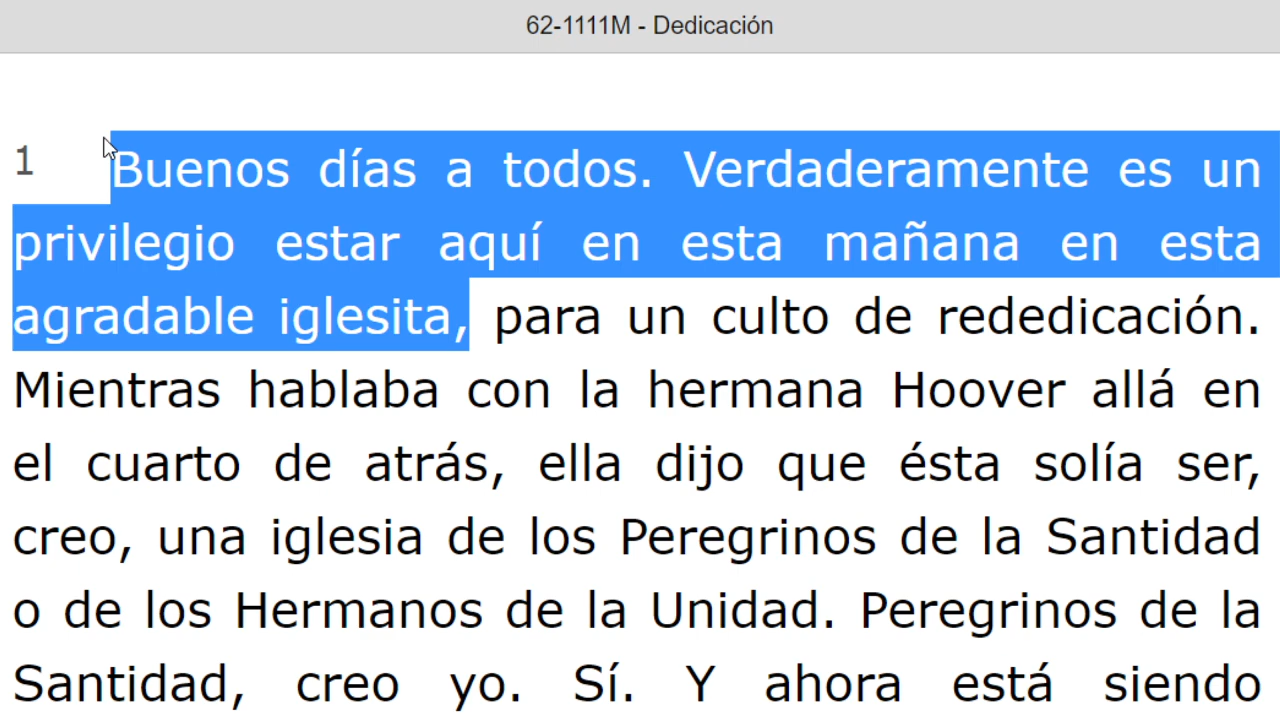 62-1111M - Dedicación
1 Buenos días a todos. Verdaderamente es un
privilegio estar aquí en esta mañana en esta
agradable iglesita, para un culto de rededicación.
Mientras hablaba con la hermana Hoover allá en
el cuarto de atrás, ella dijo que ésta solía ser,
creo, una iglesia de los Peregrinos de la Santidad
o de los Hermanos de la Unidad. Peregrinos de la
Santidad, creo yo. Sí. Y ahora está siendo